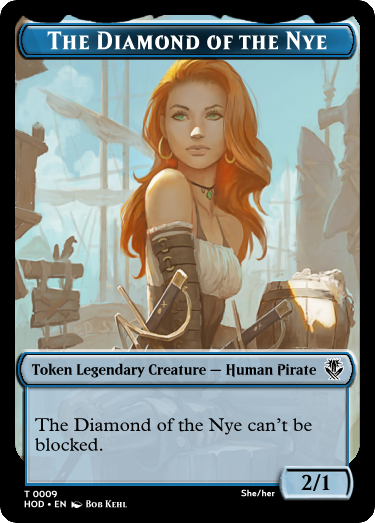 The Diamond of the Nye
Token Legendary Creature — Human Pirate
The Diamond of the Nye can't be
blocked.
2/1
T 0009
She/her
HOD • EN Bob Kehl